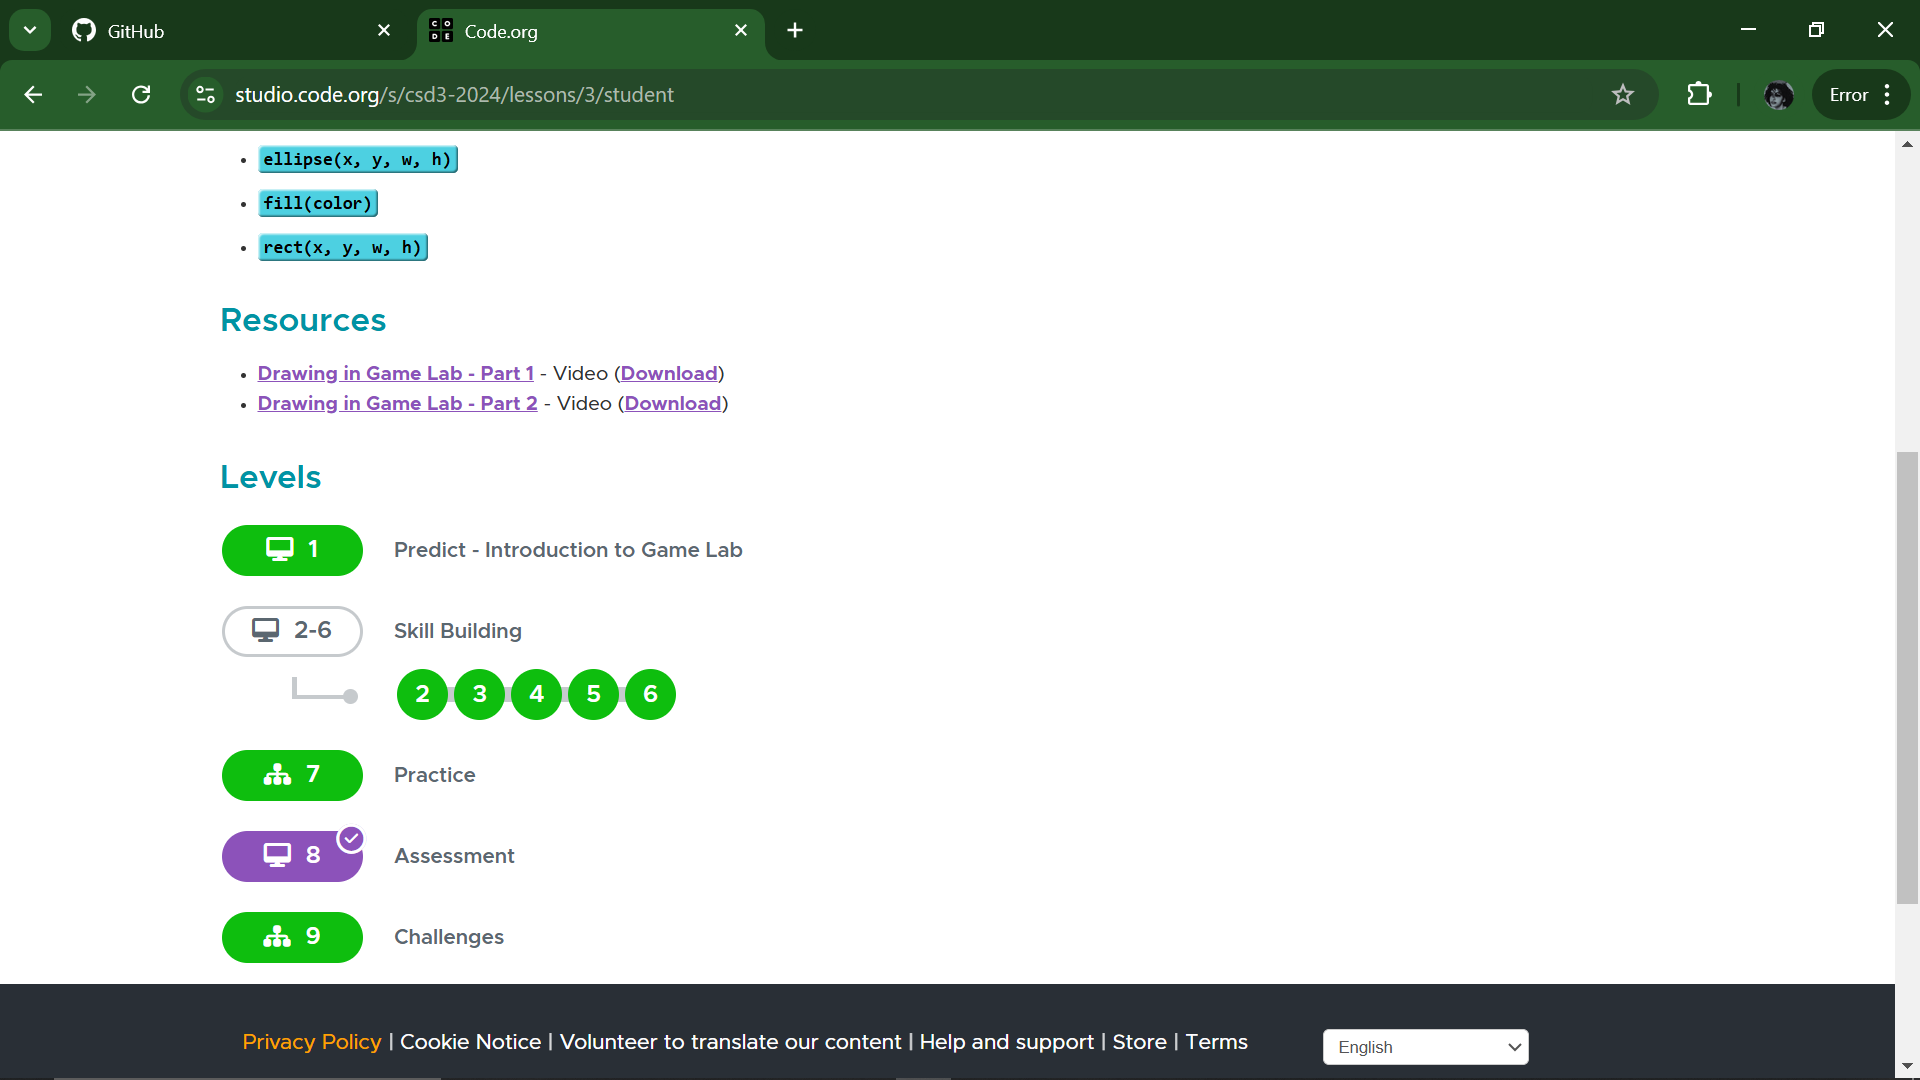 GitHub
CODE
Code.org
studio.code.org/s/csd3-2024/lessons/3/student
Error
ellipse(x, y, w, h)
fill(color)
rect(x, y, w, h)
Resources
Drawing in Game Lab - Part 1 - Video (Download)
Drawing in Game Lab - Part 2 - Video (Download)
Levels
1 Predict - Introduction to Game Lab
2-6 Skill Building
2 3 4 5 6
7 Practice
8 Assessment
9 Challenges
Privacy Policy | Cookie Notice | Volunteer to translate our content | Help and support | Store | Terms
English